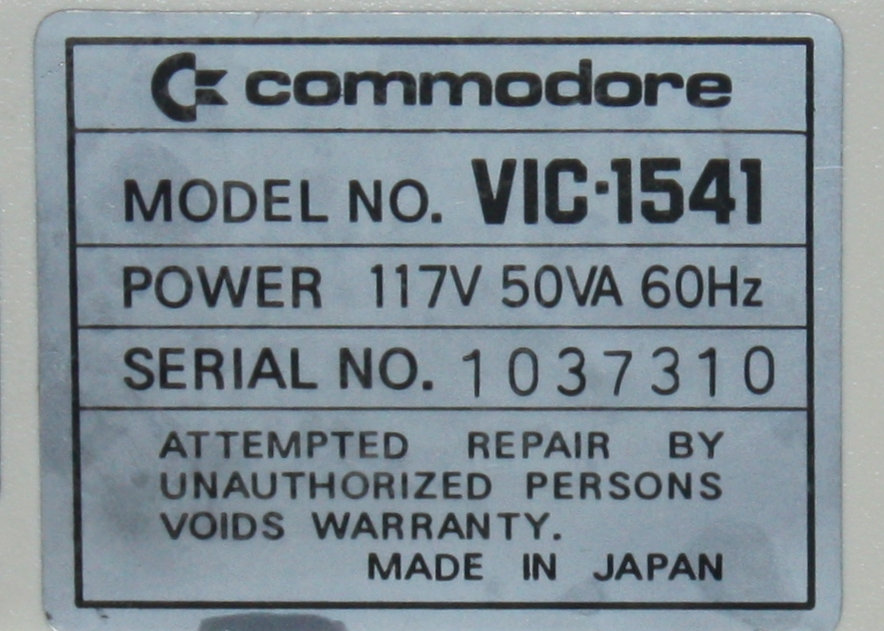 commodore
MODEL NO. VIC-1541
POWER 117V 50VA 60Hz
SERIAL NO. 1037310
ATTEMPTED REPAIR BY
UNAUTHORIZED PERSONS
VOIDS WARRANTY.
MADE IN JAPAN